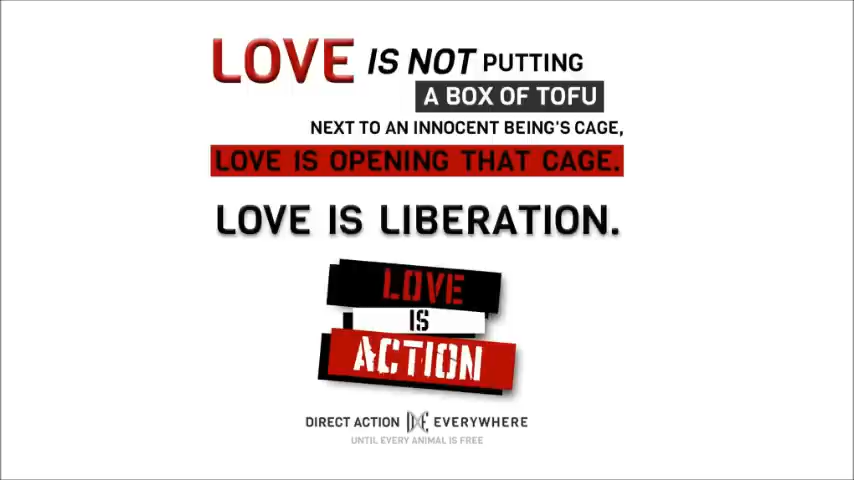 LOVE IS NOT PUTTING
A BOX OF TOFU
NEXT TO AN INNOCENT BEING'S CAGE,
LOVE IS OPENING THAT CAGE.
LOVE IS LIBERATION.
LOVE
IS
ACTION
DIRECT ACTION DXE EVERYWHERE
UNTIL EVERY ANIMAL IS FREE